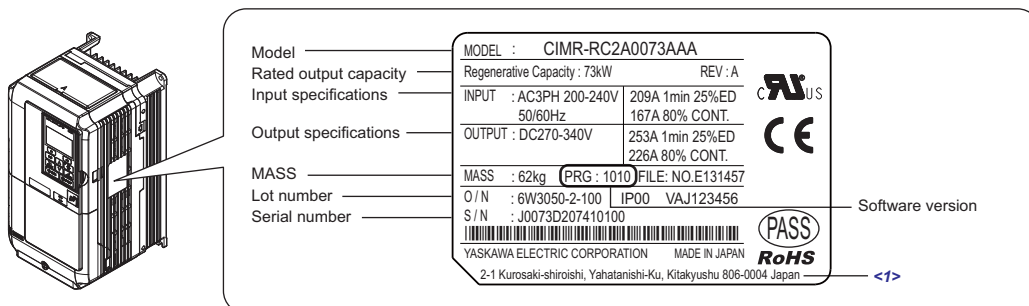 Model
Rated output capacity
Input specifications
Output specifications
MASS
Lot number
Serial number
MODEL : CIMR-RC2A0073AAA
Regenerative Capacity : 73kW REV : A
INPUT : AC3PH 200-240V 209A 1min 25%ED
50/60Hz 167A 80% CONT.
OUTPUT : DC270-340V 253A 1min 25%ED
226A 80% CONT.
MASS : 62kg PRG : 1010 FILE: NO.E131457
O / N : 6W3050-2-100 IP00 VAJ123456
S / N : J0073D207410100
YASKAWA ELECTRIC CORPORATION MADE IN JAPAN
2-1 Kurosaki-shiroishi, Yahatanishi-Ku, Kitakyushu 806-0004 Japan
C RU US
CE
PASS
RoHS
Software version
<1>